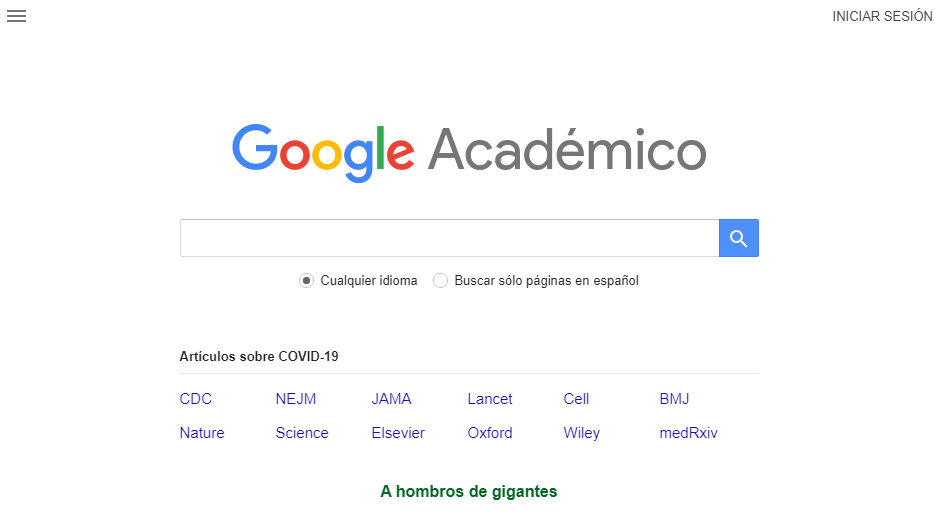 INICIAR SESIÓN
Google Académico
Cualquier idioma Buscar sólo páginas en español
Artículos sobre COVID-19
CDC NEJM JAMA Lancet Cell BMJ
Nature Science Elsevier Oxford Wiley medRxiv
A hombros de gigantes